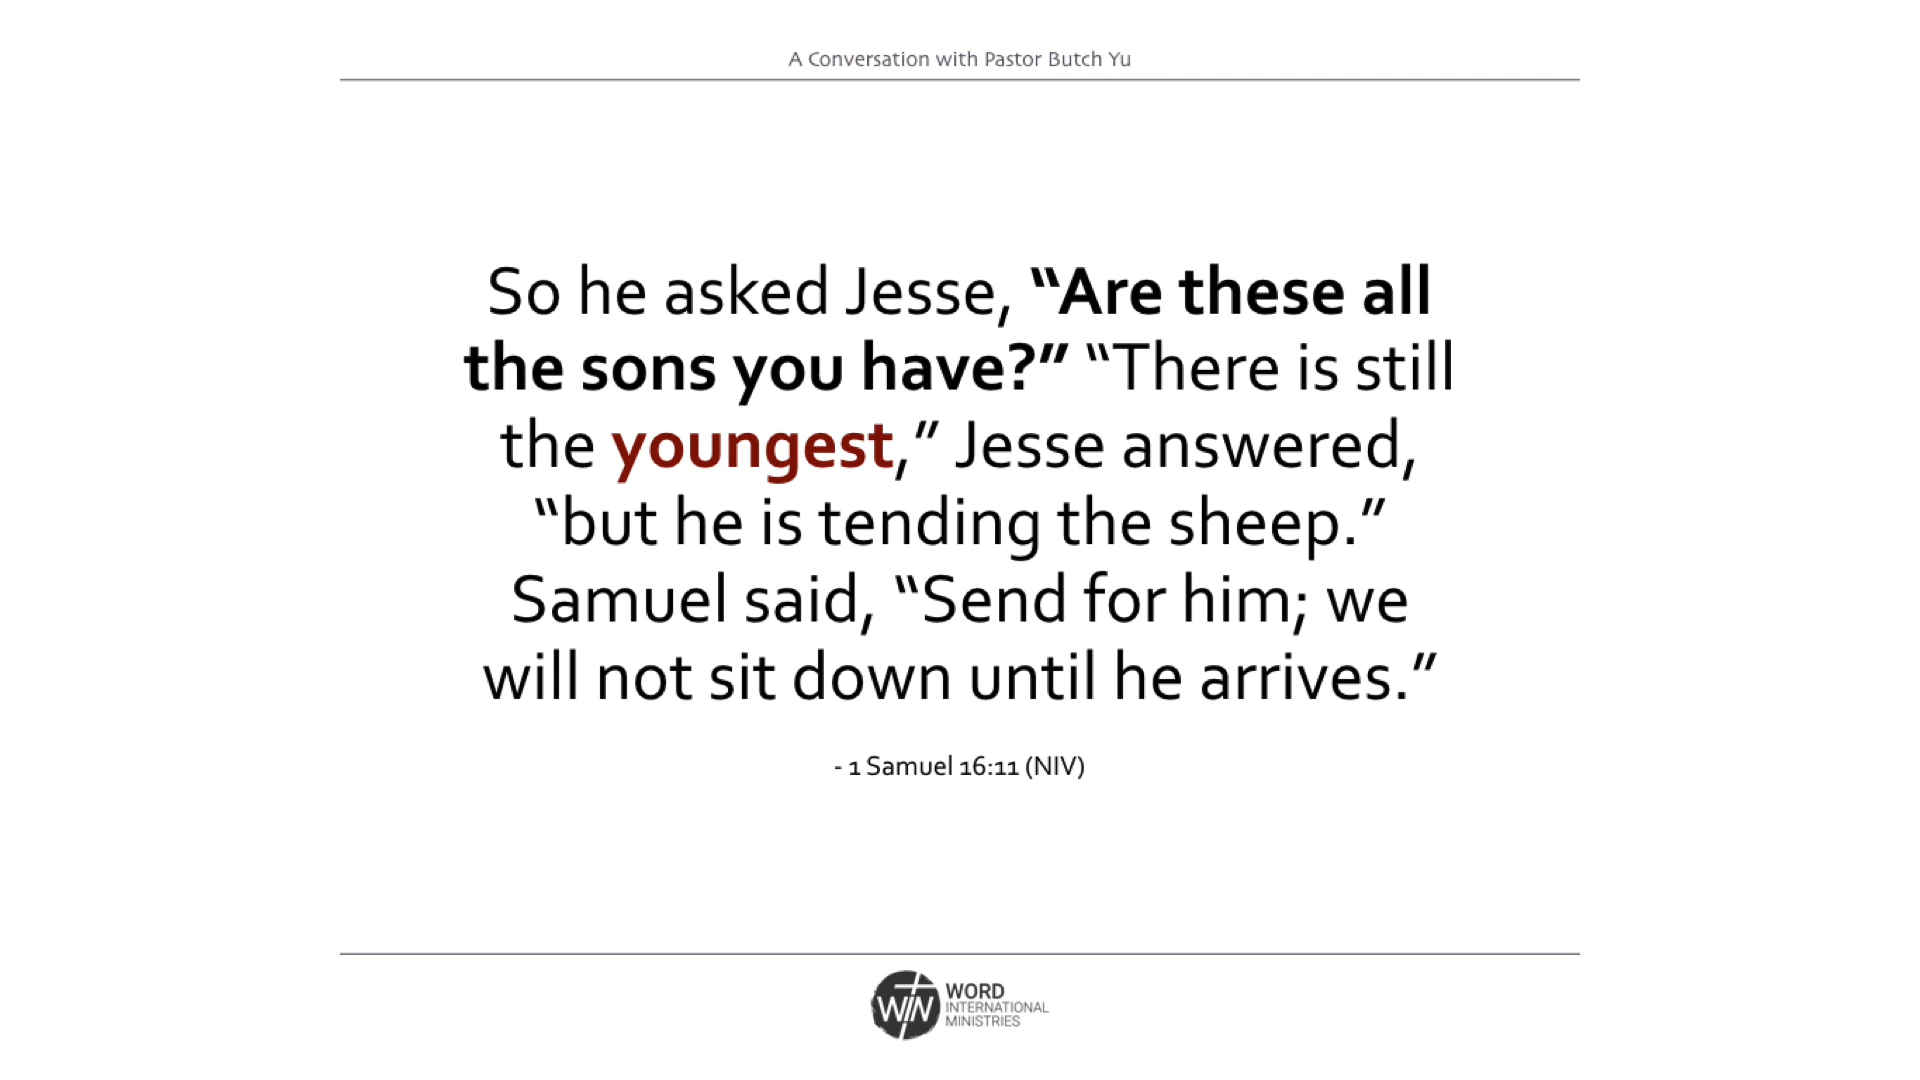 A Conversation with Pastor Butch Yu
So he asked Jesse, “Are these all
the sons you have?” “There is still
the youngest,” Jesse answered,
“but he is tending the sheep.”
Samuel said, “Send for him; we
will not sit down until he arrives.”
- 1 Samuel 16:11 (NIV)
WIN
WORD
INTERNATIONAL
MINISTRIES